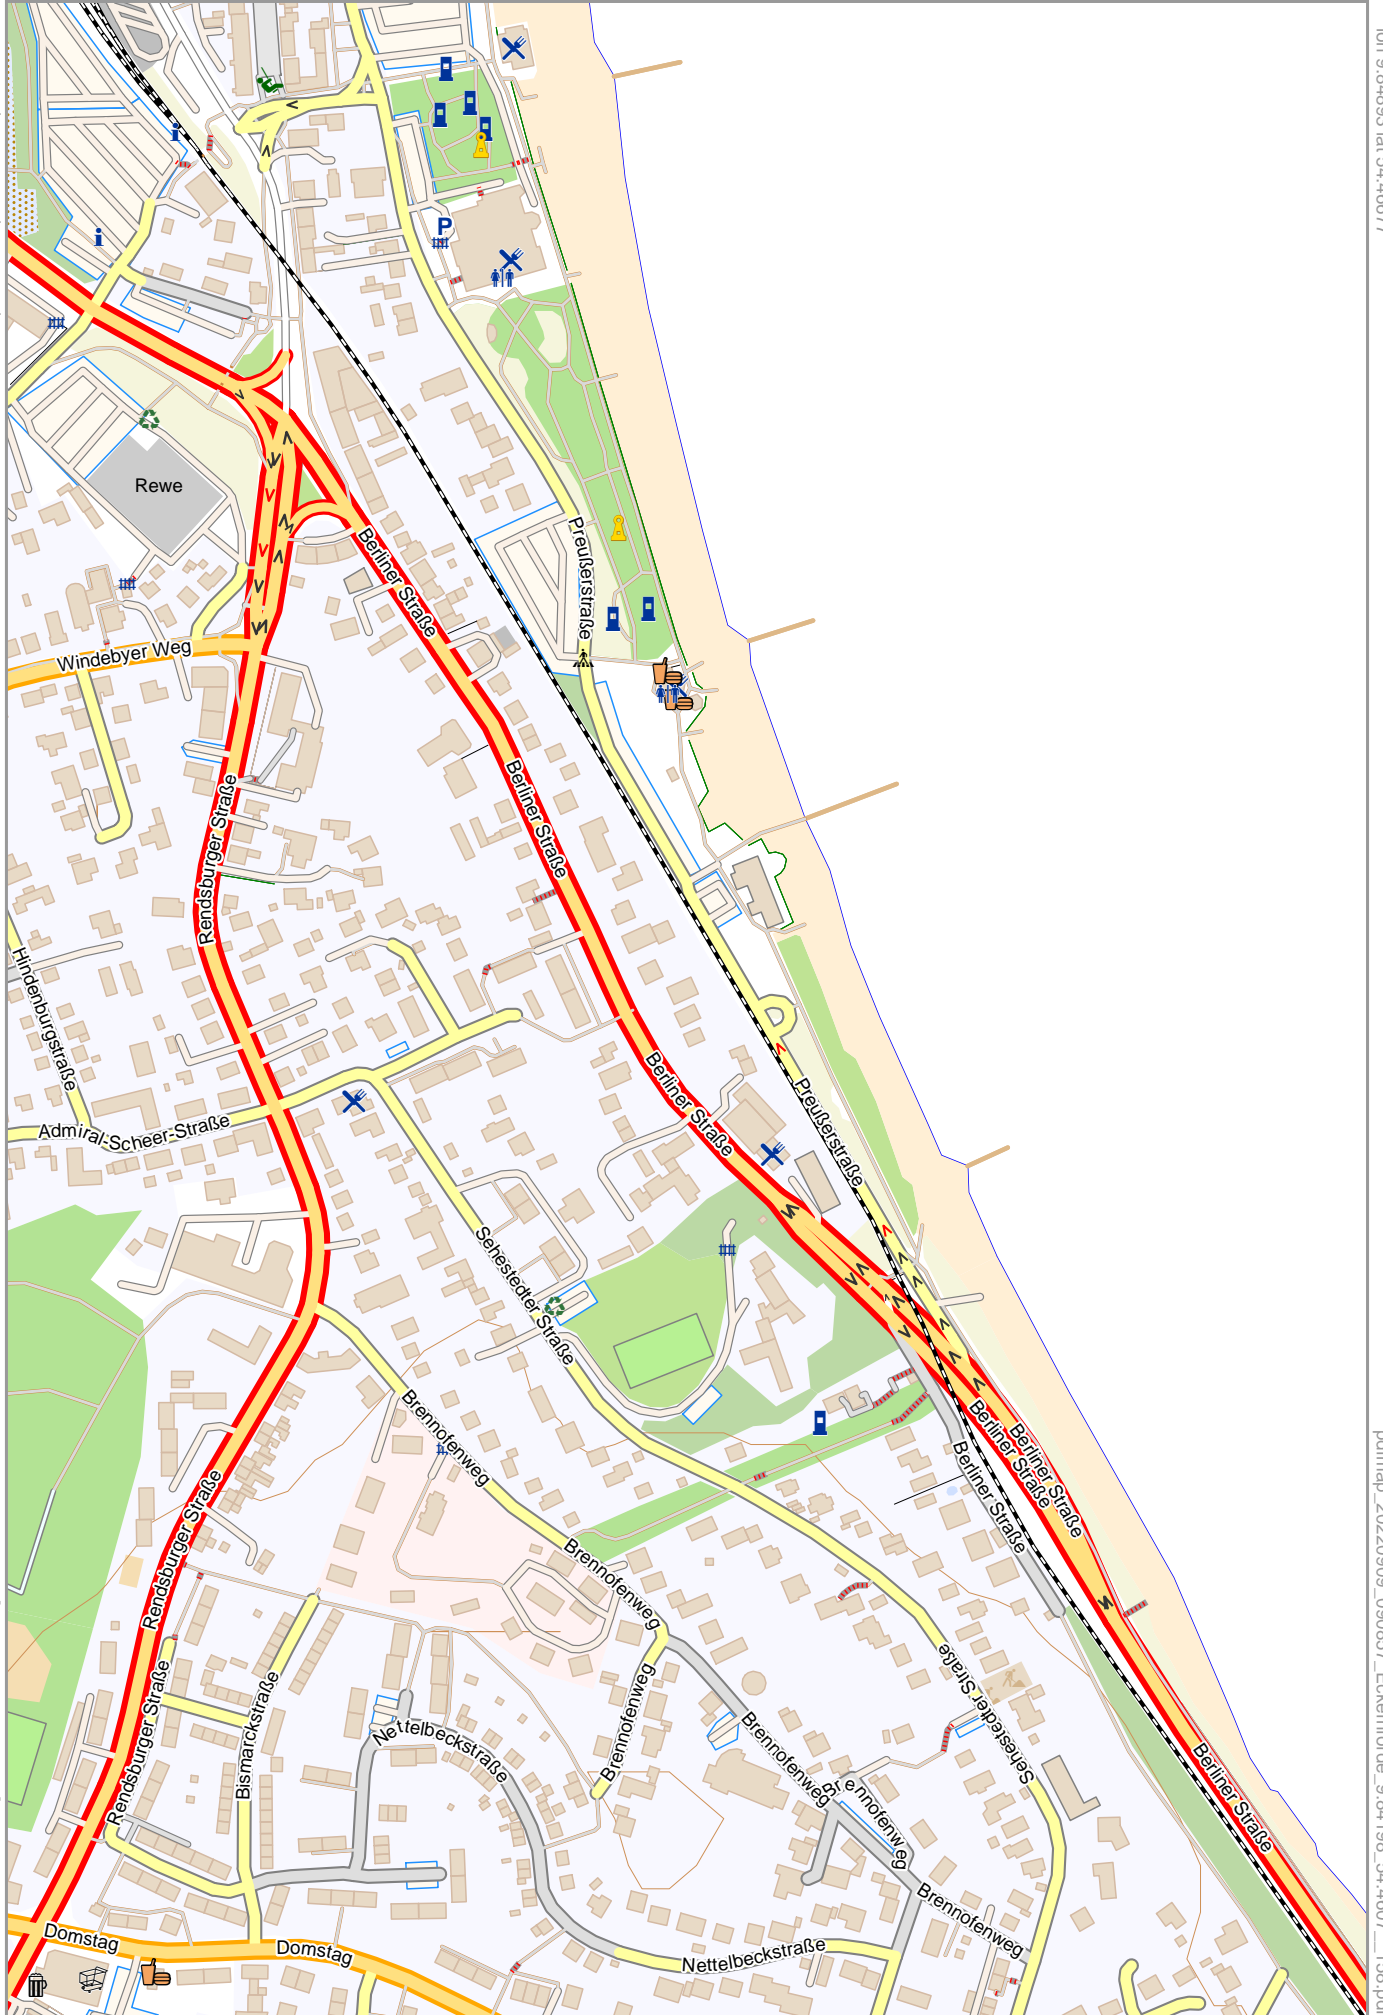 P
i
i
Rewe
Preußerstraße
Berliner Straße
Windebyer Weg
Berliner Straße
Rendsburger Straße
Hindenburgstraße
Berliner Straße
Preußerstraße
Admiral-Scheer-Straße
Sehestedter Straße
Brennofenweg
Berliner Straße
Berliner Straße
Berliner Straße
Rendsburger Straße
Brennofenweg
Sehestedter Straße
Rendsburger Straße
Bismarckstraße
Nettelbeckstraße
Brennofenweg
Brennofenweg
Brennofenweg
Berliner Straße
Brennofenweg
Domstag
Domstag
Nettelbeckstraße